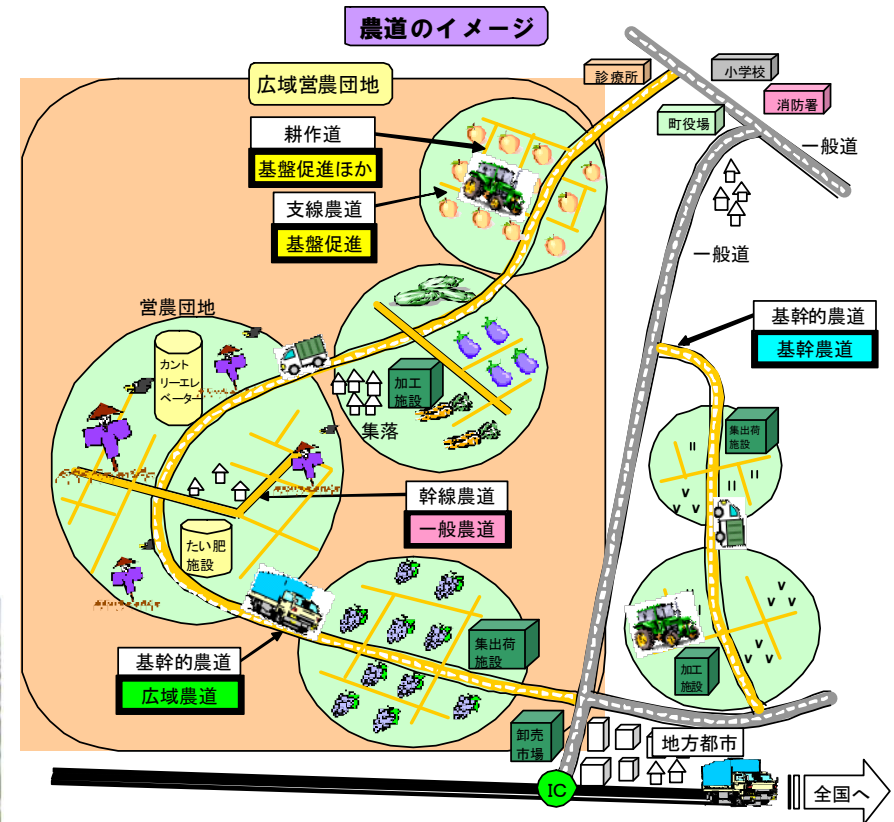 農道のイメージ
広域営農団地
診療所
小学校
消防署
町役場
一般道
耕作道
基盤促進ほか
支線農道
基盤促進
一般道
営農団地
カント
リーエレ
ベーター
加工
施設
集落
基幹的農道
基幹農道
集出荷
施設
幹線農道
一般農道
たい肥
施設
基幹的農道
広域農道
集出荷
施設
加工
施設
卸売
市場
地方都市
IC
全国へ